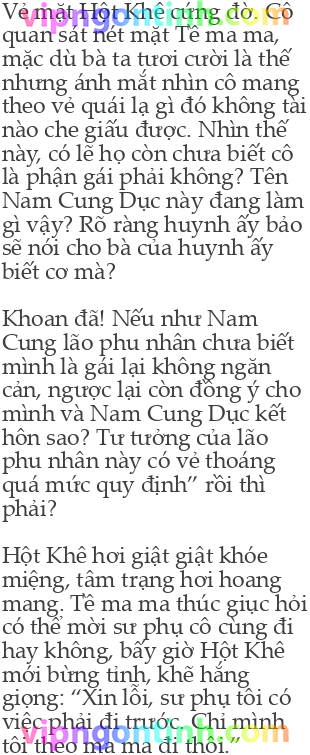 Vẻ mặt Hột Khê cứng đờ. Cô
quan sát nét mặt Tề ma ma,
mặc dù bà ta tươi cười là thế
nhưng ánh mắt nhìn cô mang
theo vẻ quái lạ gì đó không tài
nào che giấu được. Nhìn thế
này, có lẽ họ còn chưa biết cô
là phận gái phải không? Tên
Nam Cung Dục này đang làm
gì vậy? Rõ ràng huynh ấy bảo
sẽ nói cho bà của huynh ấy
biết cơ mà?
Khoan đã! Nếu như Nam
Cung lão phu nhân chưa biết
mình là gái lại không ngăn
cản, ngược lại còn đồng ý cho
mình và Nam Cung Dục kết
hôn sao? Tư tưởng của lão
phu nhân này có vẻ thoáng
quá mức quy định” rồi thì
phải?
Hột Khê hơi giật giật khóe
miệng, tâm trạng hơi hoang
mang. Tề ma ma thúc giục hỏi
có thể mời sư phụ cô cùng đi
hay không, bấy giờ Hột Khê
mới bừng tỉnh, khẽ hắng
giọng: “Xin lỗi, sư phụ tôi có
việc phải đi trước. Chỉ mình
tôi theo ma ma đi thôi.”
vipngontinh.com
vipngontinh.com